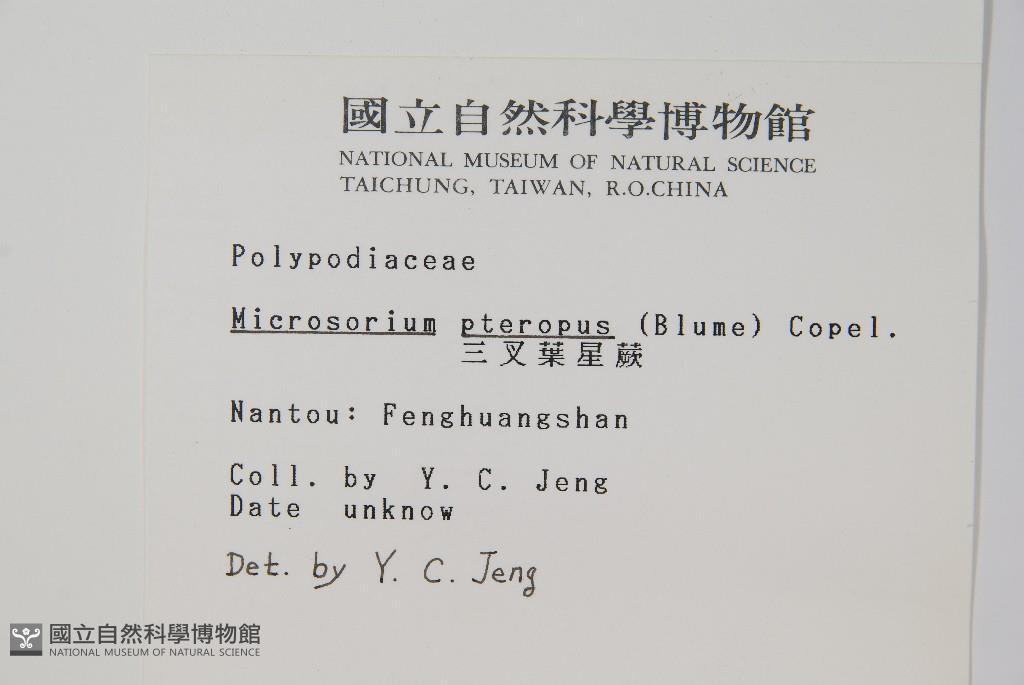 國立自然科學博物館
NATIONAL MUSEUM OF NATURAL SCIENCE
TAICHUNG, TAIWAN, R.O.CHINA
Polypodiaceae
Microsorium pteropus (Blume) Copel.
三叉葉星蕨
Nantou: Fenghuangshan
Coll. by Y. C. Jeng
Date unknow
Det. by Y. C. Jeng
國立自然科學博物館
NATIONAL MUSEUM OF NATURAL SCIENCE